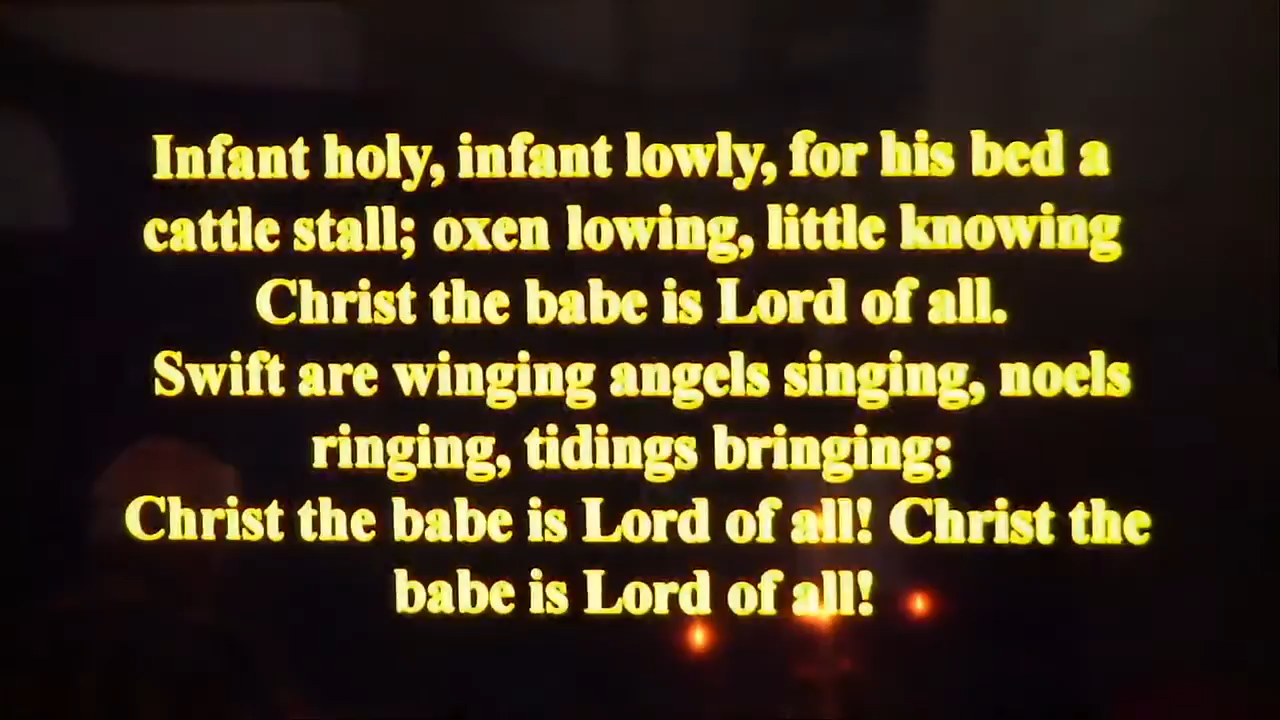 Infant holy, infant lowly, for his bed a
cattle stall; oxen lowing, little knowing
Christ the babe is Lord of all.
Swift are winging angels singing, noels
ringing, tidings bringing;
Christ the babe is Lord of all! Christ the
babe is Lord of all!